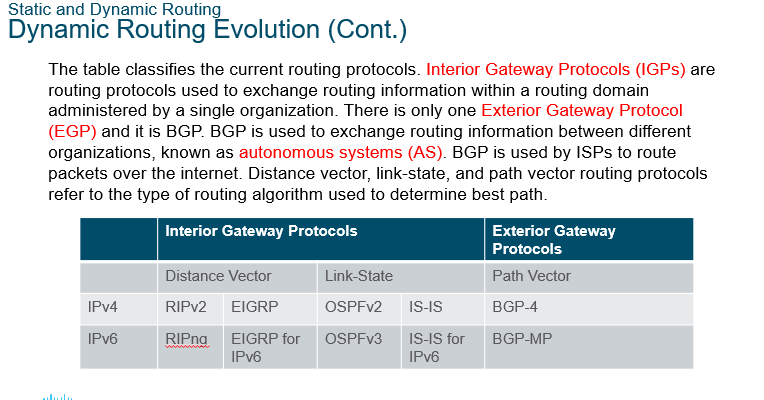 Static and Dynamic Routing
Dynamic Routing Evolution (Cont.)
The table classifies the current routing protocols. Interior Gateway Protocols (IGPs) are
routing protocols used to exchange routing information within a routing domain
administered by a single organization. There is only one Exterior Gateway Protocol
(EGP) and it is BGP. BGP is used to exchange routing information between different
organizations, known as autonomous systems (AS). BGP is used by ISPs to route
packets over the internet. Distance vector, link-state, and path vector routing protocols
refer to the type of routing algorithm used to determine best path.
Interior Gateway Protocols Exterior Gateway
Protocols
Distance Vector Link-State Path Vector
IPv4 RIPv2 EIGRP OSPFv2 IS-IS BGP-4
IPv6 RIPng EIGRP for OSPFv3 IS-IS for BGP-MP
IPv6 IPv6